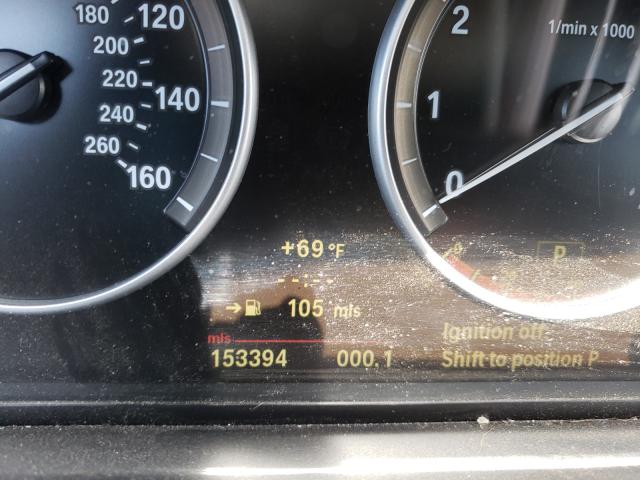 180 120
200
220 140
240
260 160
2 1/min x 1000
1
0
+69 °F
P
--:--
105 mls
mls
153394 000.1
Ignition off
Shift to position P